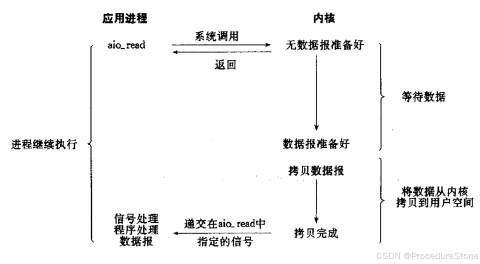 应用进程
内核
aio_read
系统调用
无数据报准备好
返回
等待数据
进程继续执行
数据报准备好
拷贝数据报
将数据从内核
拷贝到用户空间
信号处理
程序处理
数据报
递交在aio_read中
指定的信号
拷贝完成
CSDN @ProcedureStone